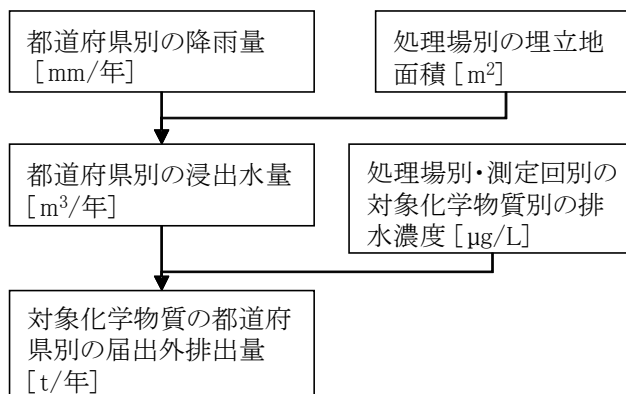 都道府県別の降雨量
[mm/年]
処理場別の埋立地
面積[m²]
都道府県別の浸出水量
[m³/年]
処理場別・測定回別の
対象化学物質別の排
水濃度[µg/L]
対象化学物質の都道府
県別の届出外排出量
[t/年]